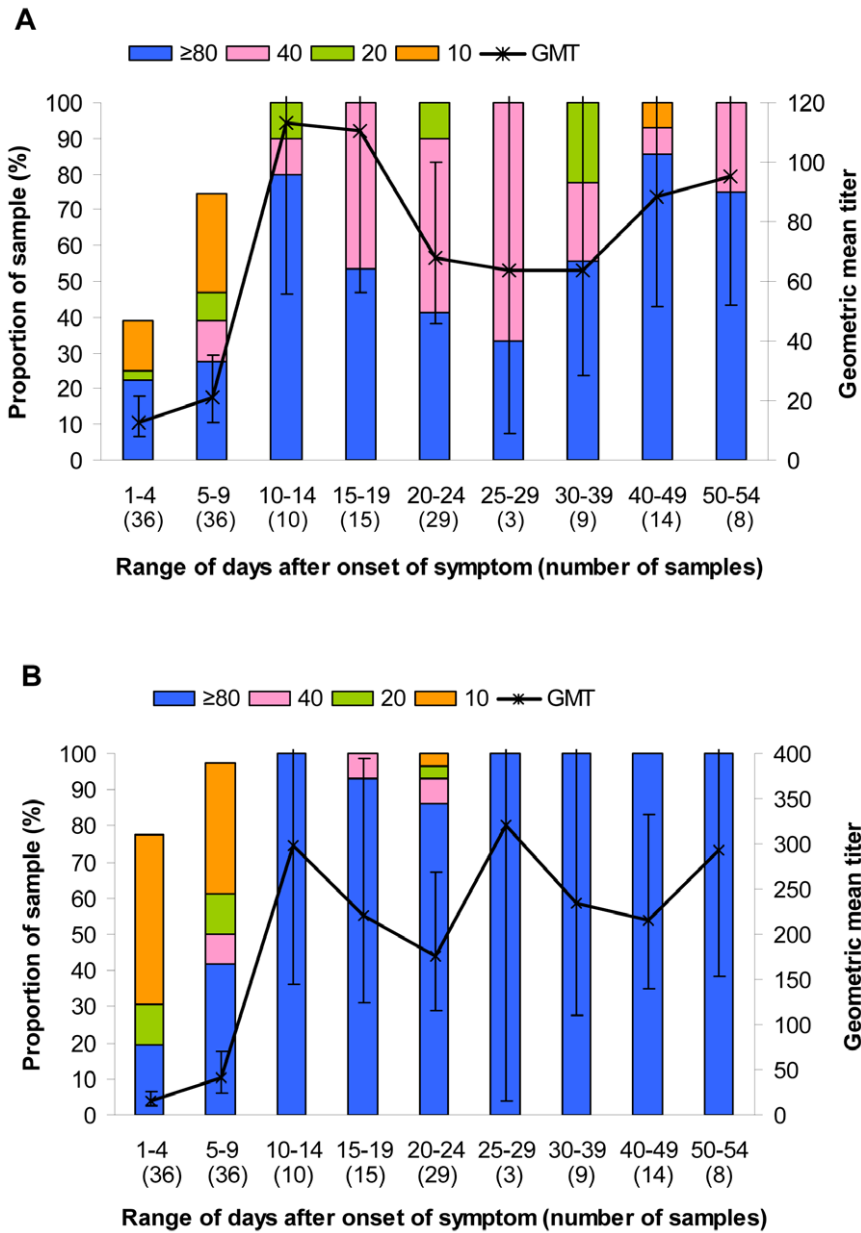 A
≥80 40 20 10 GMT
Proportion of sample (%)
100
90
80
70
60
50
40
30
20
10
0
Geometric mean titer
120
100
80
60
40
20
0
1-4 5-9 10-14 15-19 20-24 25-29 30-39 40-49 50-54
(36) (36) (10) (15) (29) (3) (9) (14) (8)
Range of days after onset of symptom (number of samples)
B
≥80 40 20 10 GMT
Proportion of sample (%)
100
90
80
70
60
50
40
30
20
10
0
Geometric mean titer
400
350
300
250
200
150
100
50
0
1-4 5-9 10-14 15-19 20-24 25-29 30-39 40-49 50-54
(36) (36) (10) (15) (29) (3) (9) (14) (8)
Range of days after onset of symptom (number of samples)